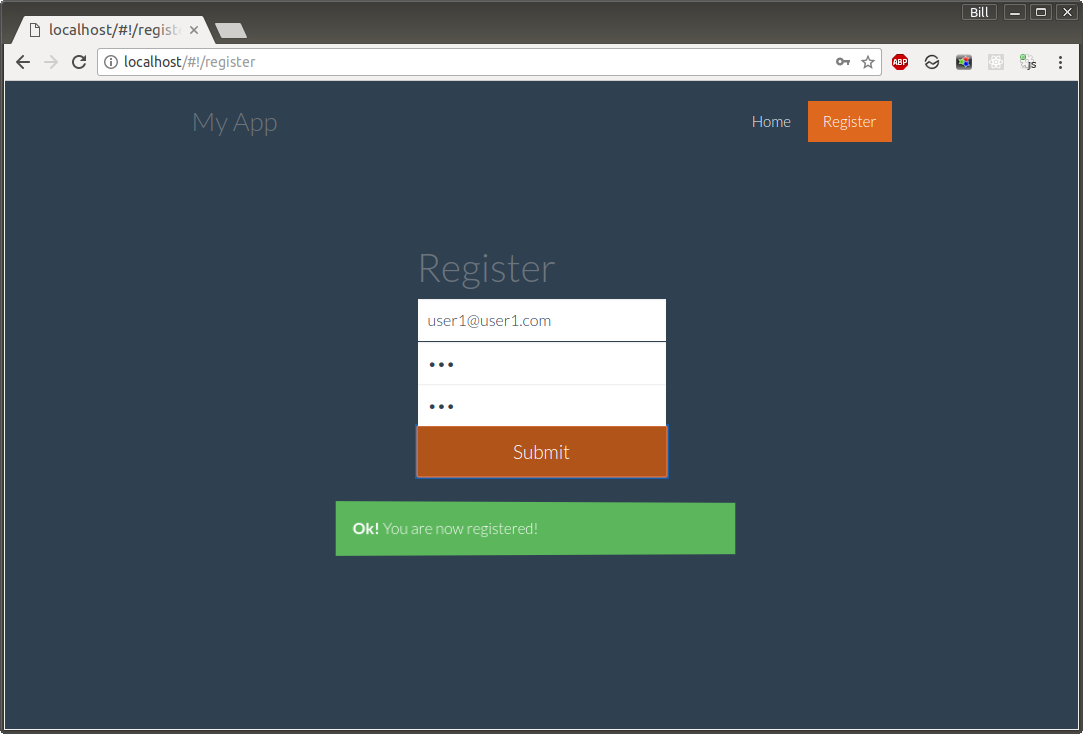 Bill
localhost/#!/regist
localhost/#!/register
ABP
js
My App
Home
Register
Register
user1@user1.com
•••
•••
Submit
Ok! You are now registered!